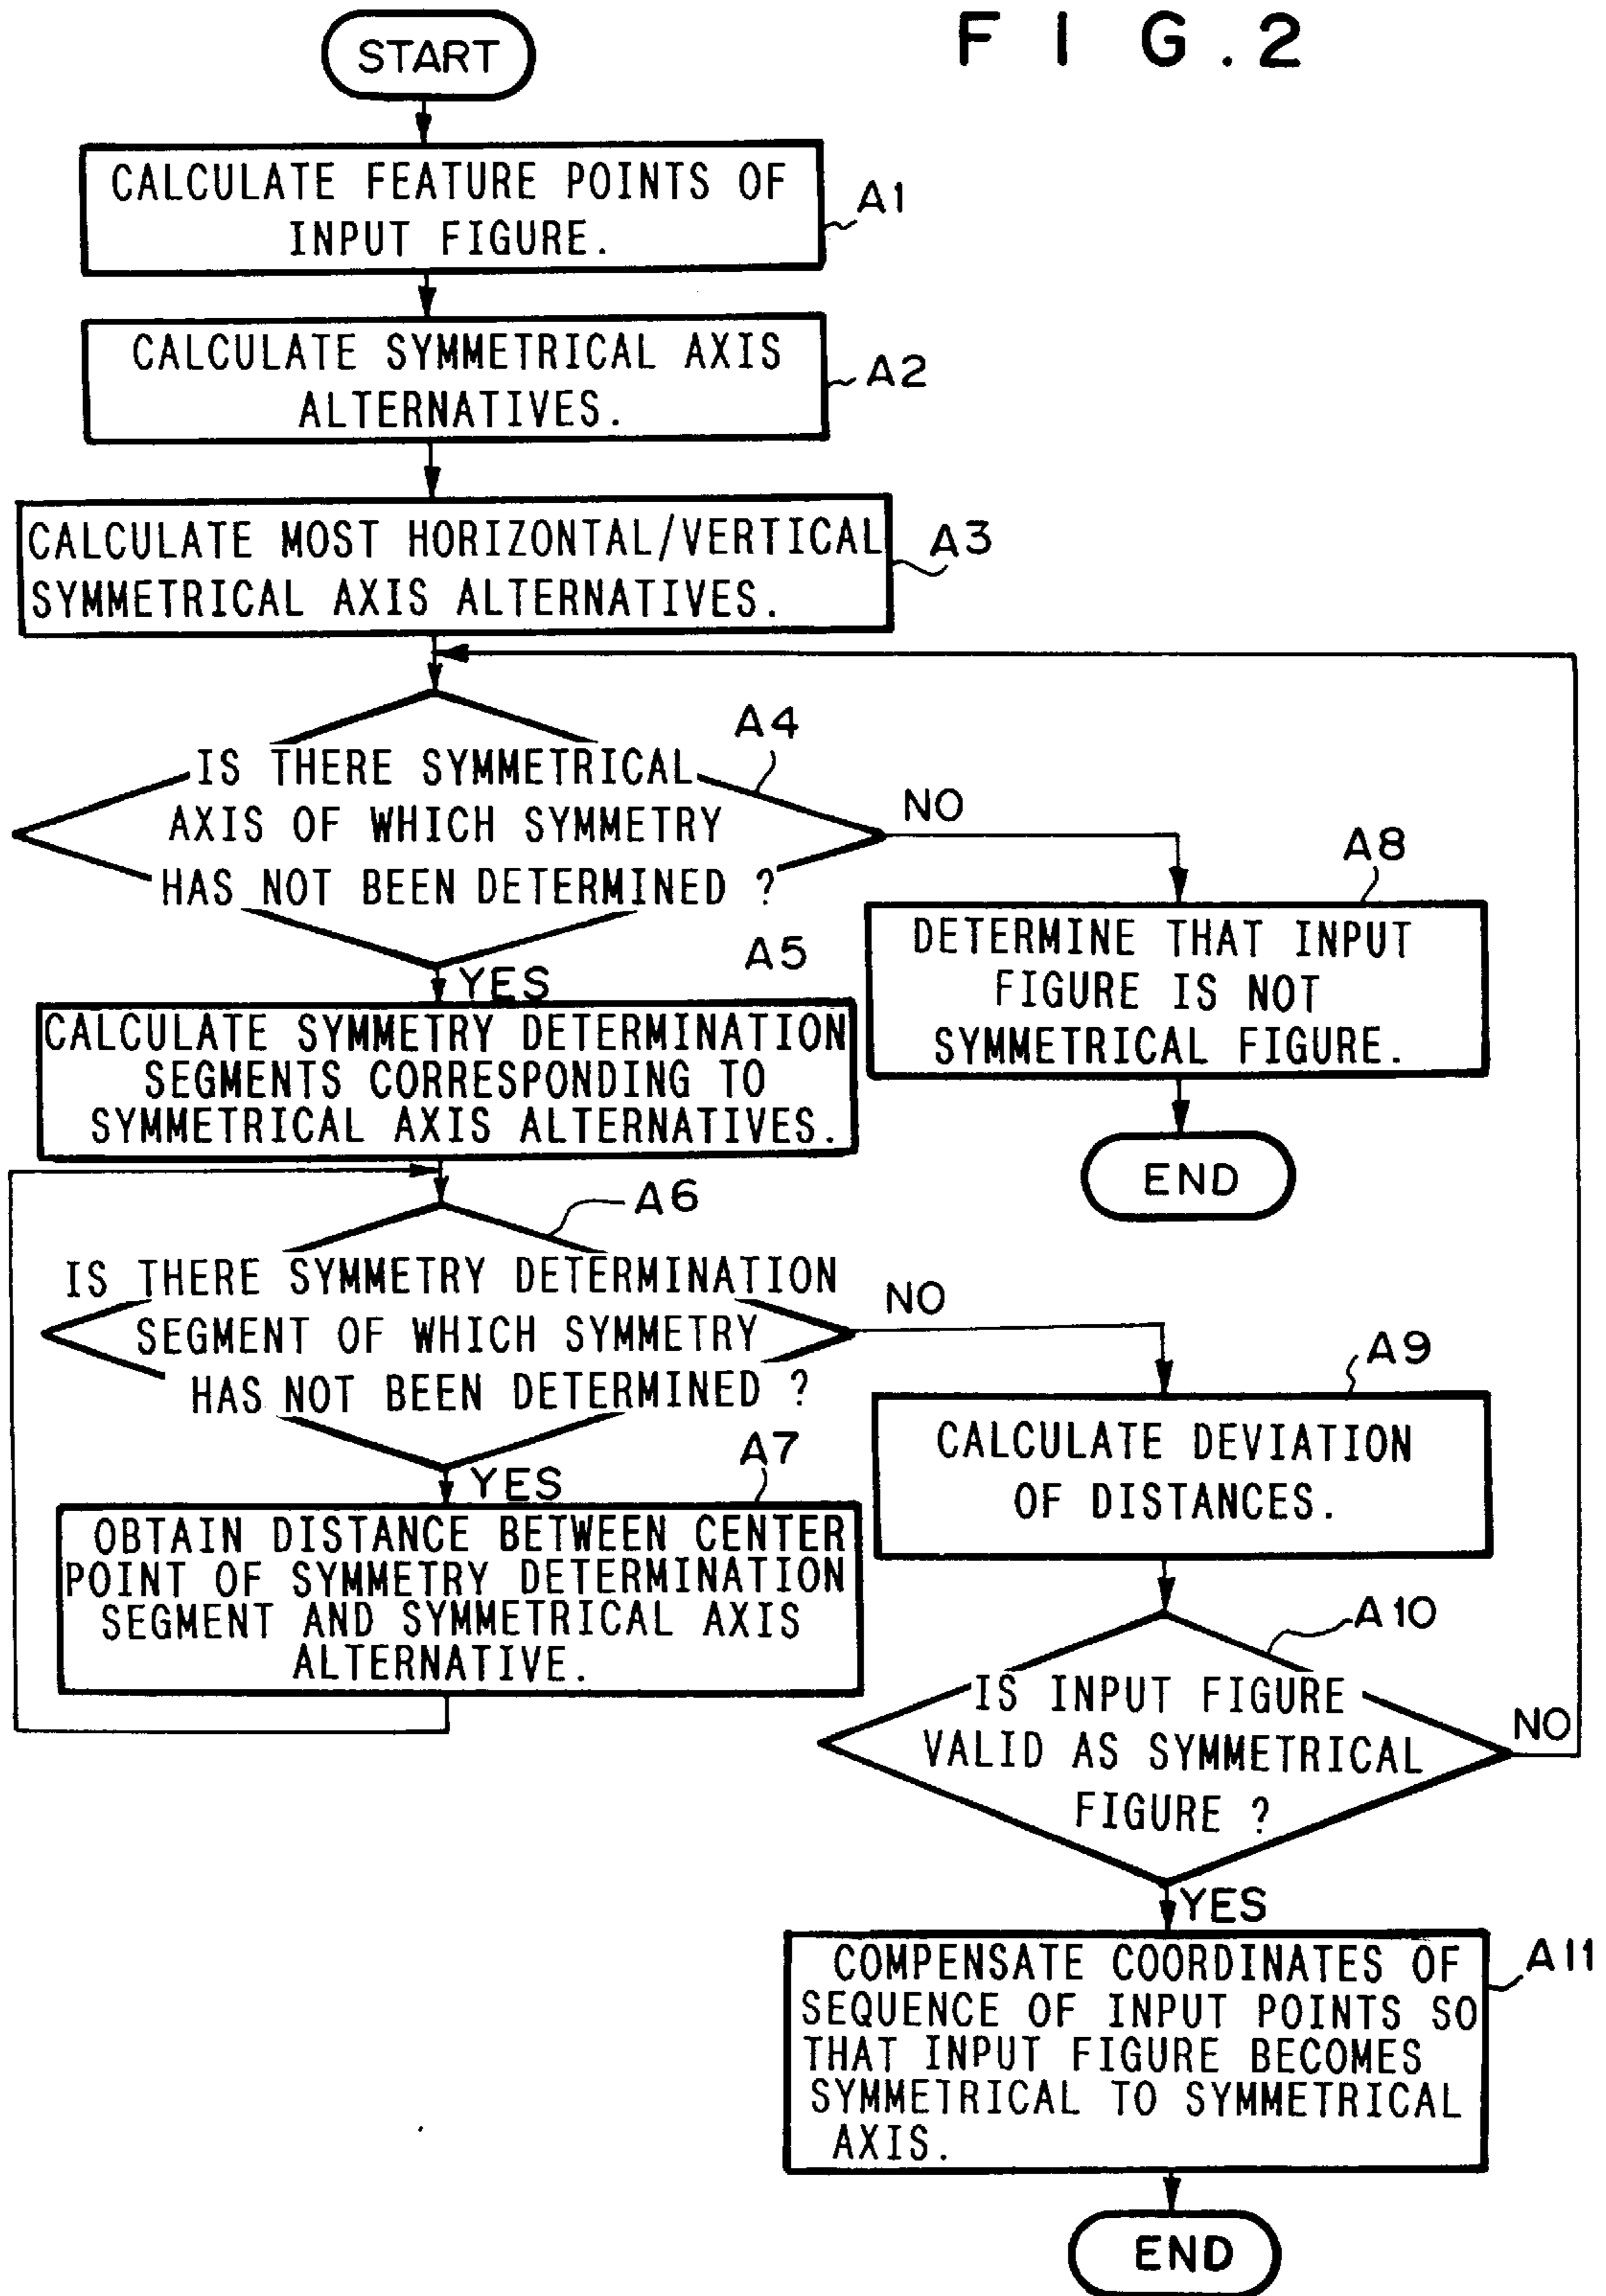 FIG.2
START
CALCULATE FEATURE POINTS OF
INPUT FIGURE.
A1
CALCULATE SYMMETRICAL AXIS
ALTERNATIVES.
A2
CALCULATE MOST HORIZONTAL/VERTICAL
SYMMETRICAL AXIS ALTERNATIVES.
A3
A4
IS THERE SYMMETRICAL
AXIS OF WHICH SYMMETRY
HAS NOT BEEN DETERMINED ?
NO
YES
A8
DETERMINE THAT INPUT
FIGURE IS NOT
SYMMETRICAL FIGURE.
END
A5
CALCULATE SYMMETRY DETERMINATION
SEGMENTS CORRESPONDING TO
SYMMETRICAL AXIS ALTERNATIVES.
A6
IS THERE SYMMETRY DETERMINATION
SEGMENT OF WHICH SYMMETRY
HAS NOT BEEN DETERMINED ?
NO
YES
A7
OBTAIN DISTANCE BETWEEN CENTER
POINT OF SYMMETRY DETERMINATION
SEGMENT AND SYMMETRICAL AXIS
ALTERNATIVE.
A9
CALCULATE DEVIATION
OF DISTANCES.
A10
IS INPUT FIGURE
VALID AS SYMMETRICAL
FIGURE ?
NO
YES
A11
COMPENSATE COORDINATES OF
SEQUENCE OF INPUT POINTS SO
THAT INPUT FIGURE BECOMES
SYMMETRICAL TO SYMMETRICAL
AXIS.
END